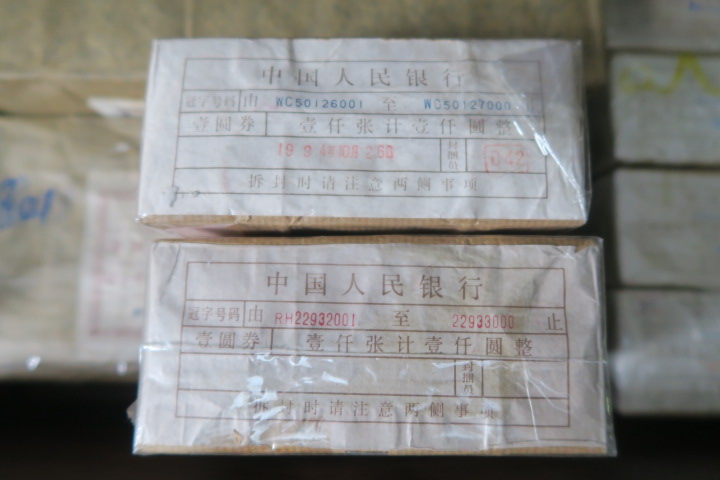 中国人民银行
冠字号码 由 WC50126001 至 WC50127000
壹圆券 壹仟张计壹仟圆整
1994年10月26日 封捆员 042
拆封时请注意两侧事项
中国人民银行
冠字号码 由 RH22932001 至 22933000 止
壹圆券 壹仟张计壹仟圆整
封捆员
拆封时请注意两侧事项